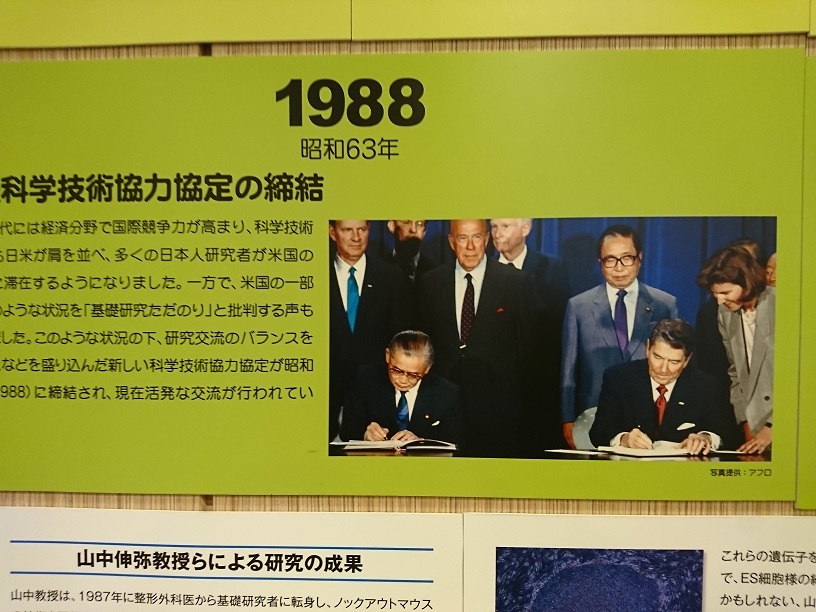 1988
昭和63年
科学技術協力協定の締結
代には経済分野で国際競争力が高まり、科学技術
も日米が肩を並べ、多くの日本人研究者が米国の
に滞在するようになりました。一方で、米国の一部
のような状況を「基礎研究ただのり」と批判する声も
した。このような状況の下、研究交流のバランスを
などを盛り込んだ新しい科学技術協力協定が昭和
988)に締結され、現在活発な交流が行われてい
写真提供：アフロ
山中伸弥教授らによる研究の成果
山中教授は、1987年に整形外科医から基礎研究者に転身し、ノックアウトマウス
これらの遺伝子を
で、ES細胞様の細
かもしれない、山